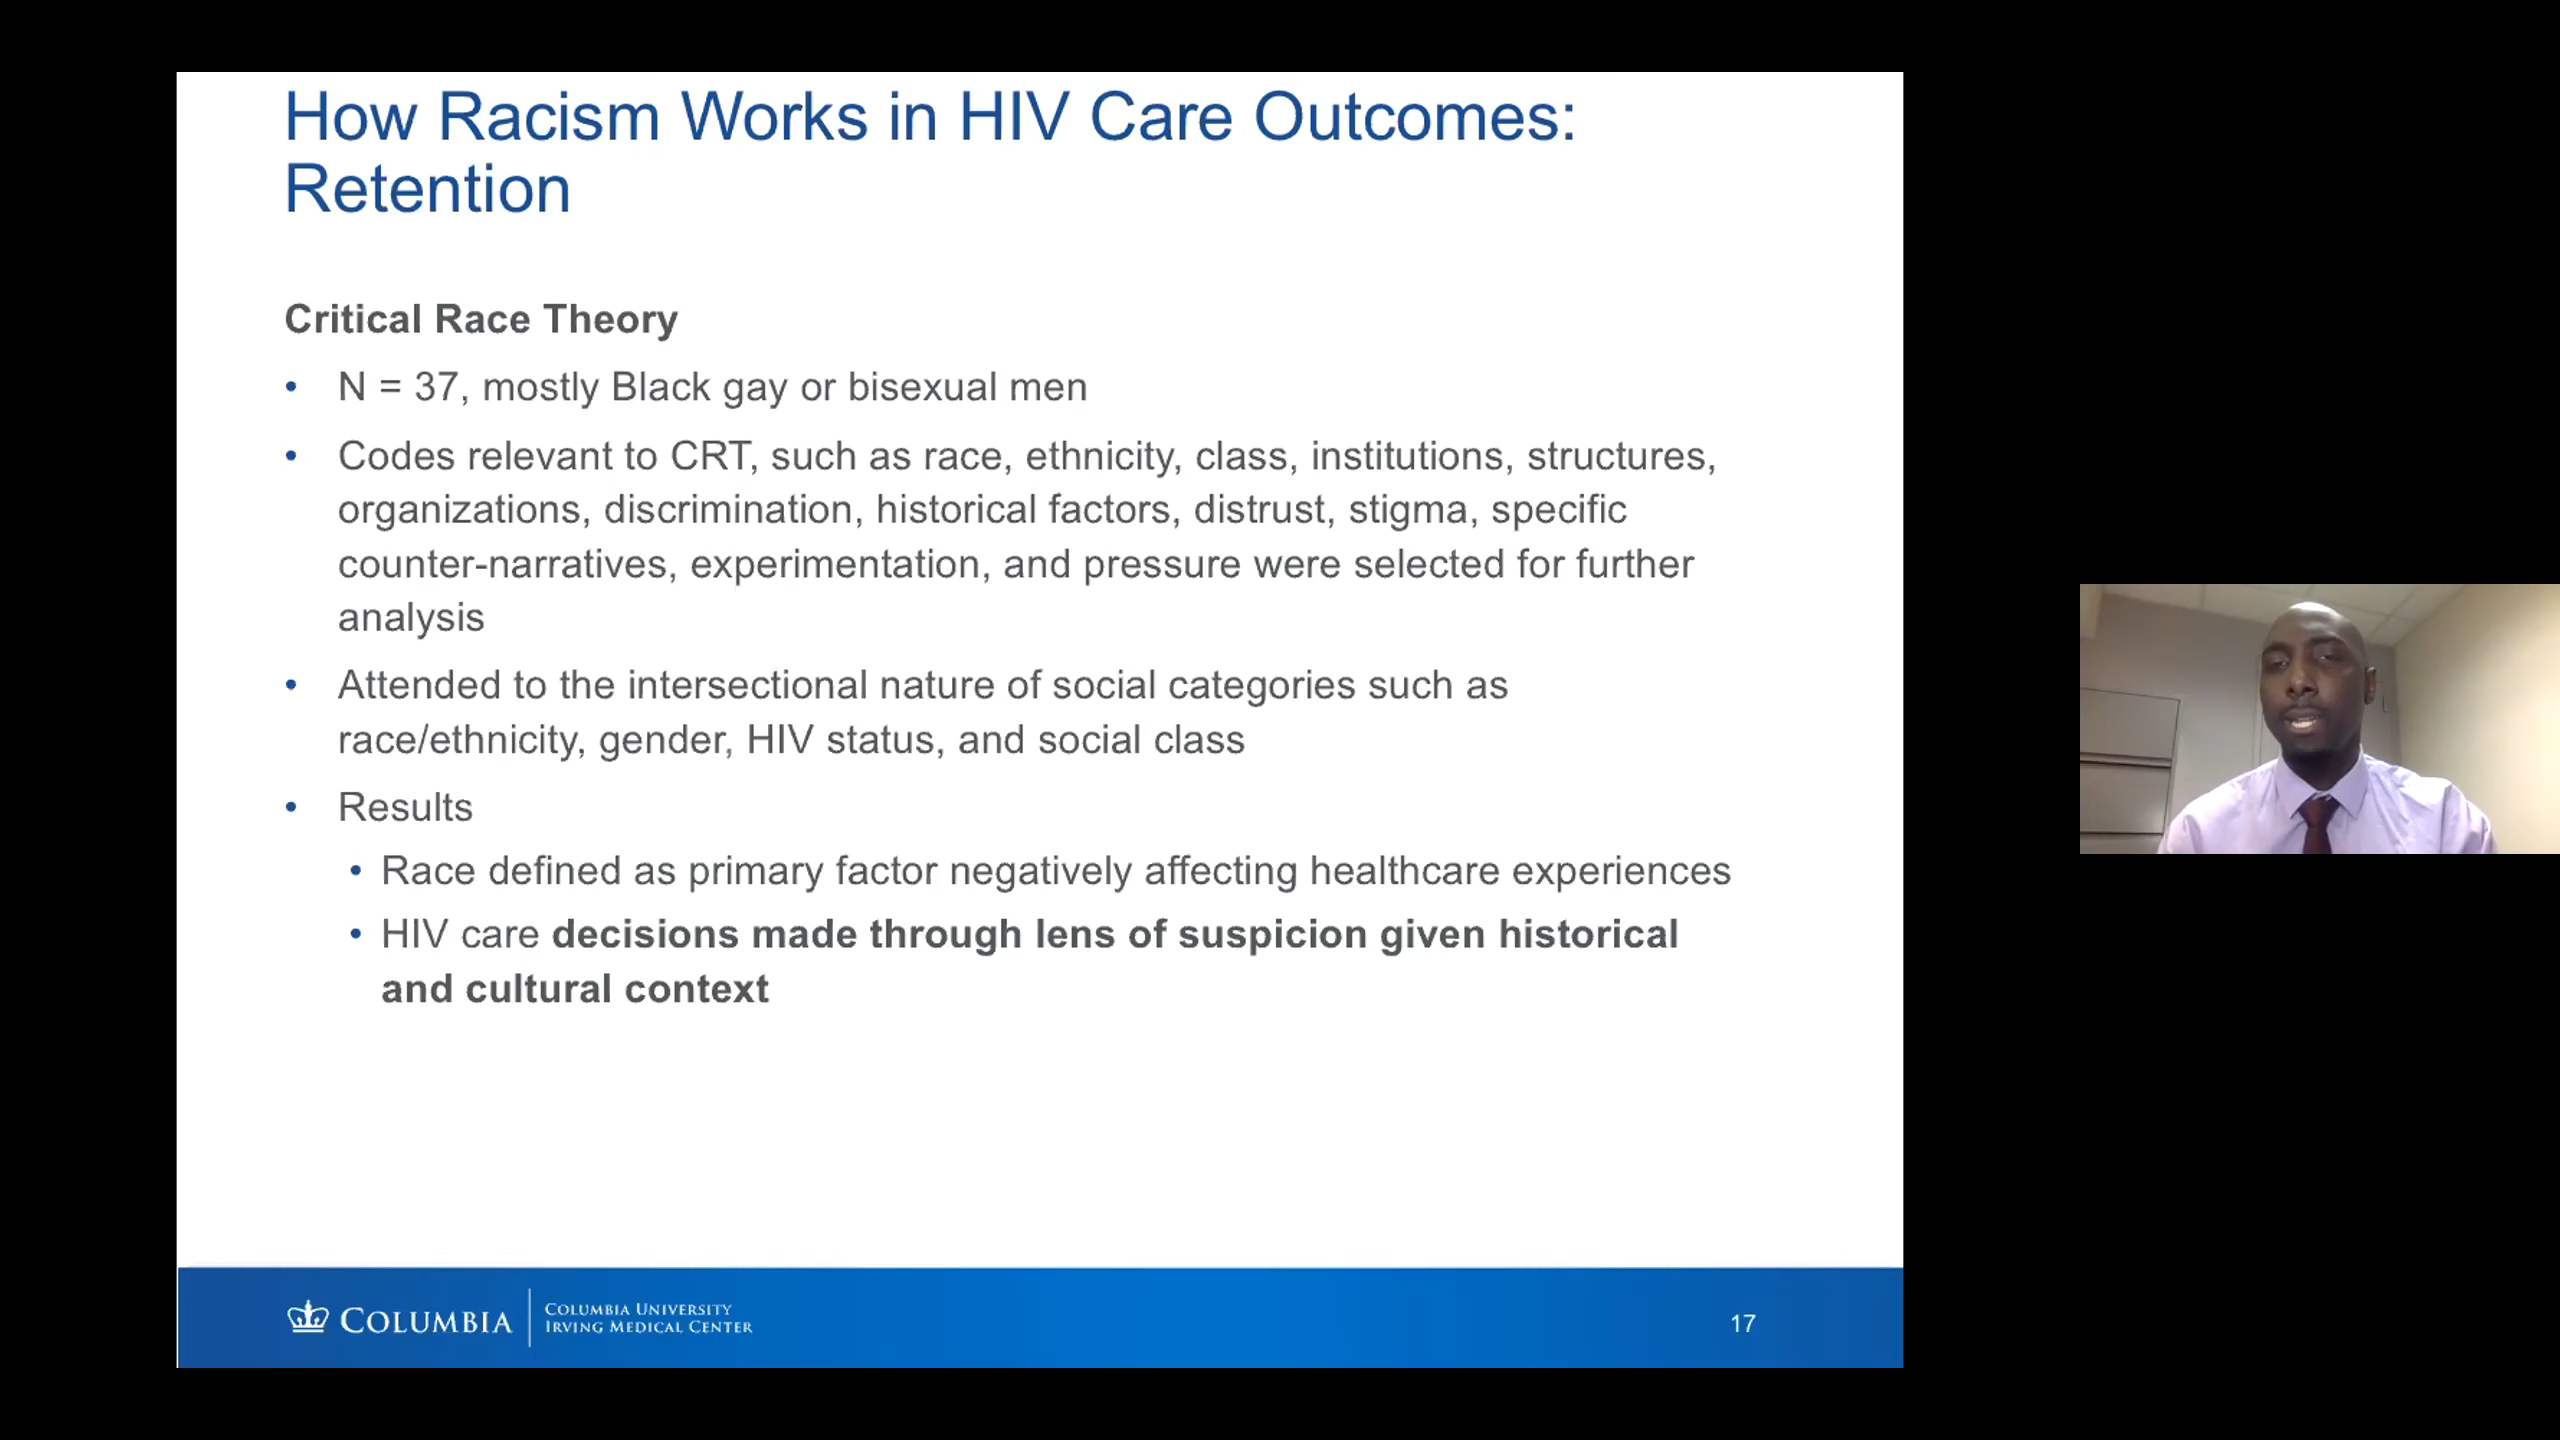 How Racism Works in HIV Care Outcomes:
Retention
Critical Race Theory
• N = 37, mostly Black gay or bisexual men
• Codes relevant to CRT, such as race, ethnicity, class, institutions, structures,
organizations, discrimination, historical factors, distrust, stigma, specific
counter-narratives, experimentation, and pressure were selected for further
analysis
• Attended to the intersectional nature of social categories such as
race/ethnicity, gender, HIV status, and social class
• Results
• Race defined as primary factor negatively affecting healthcare experiences
• HIV care decisions made through lens of suspicion given historical
and cultural context
COLUMBIA
COLUMBIA UNIVERSITY
IRVING MEDICAL CENTER
17